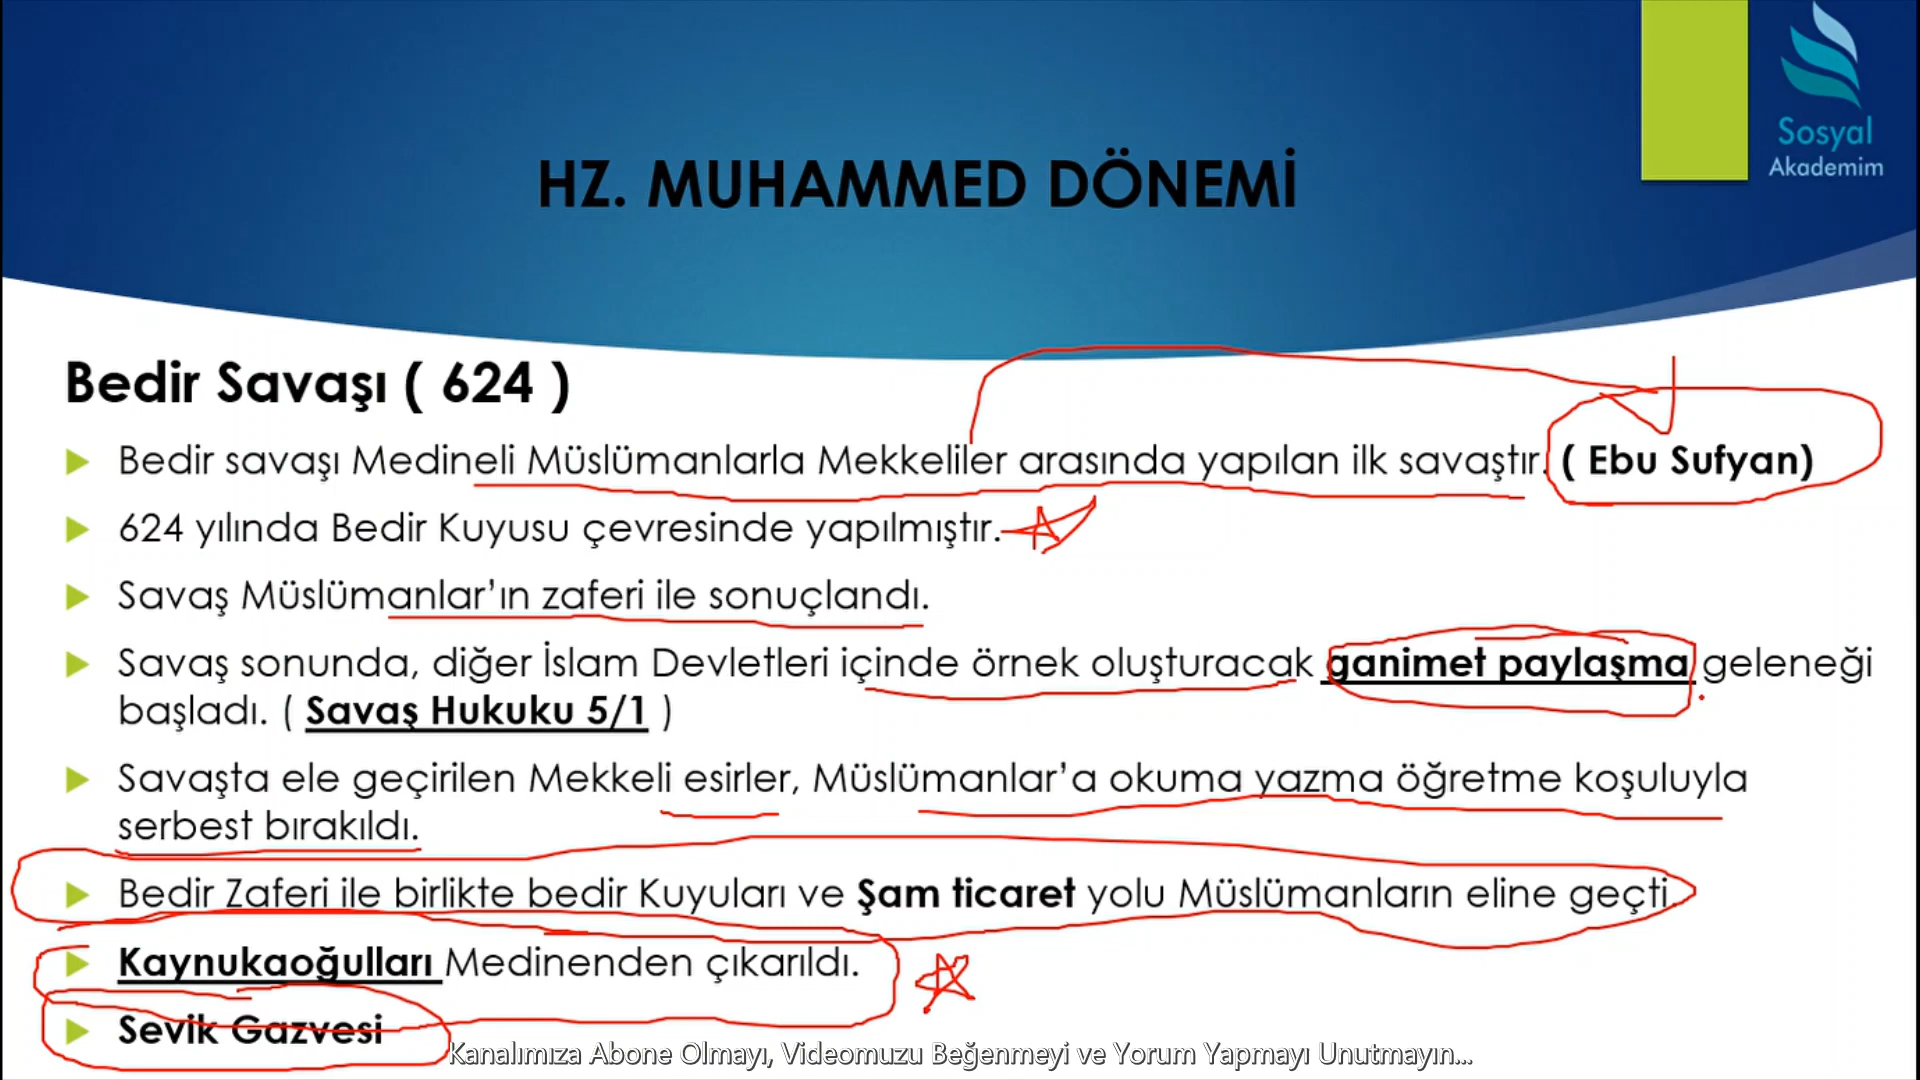 Sosyal
Akademim
HZ. MUHAMMED DÖNEMİ
Bedir Savaşı ( 624 )
Bedir savaşı Medineli Müslümanlarla Mekkeliler arasında yapılan ilk savaştır. ( Ebu Sufyan)
624 yılında Bedir Kuyusu çevresinde yapılmıştır.
Savaş Müslümanlar’ın zaferi ile sonuçlandı.
Savaş sonunda, diğer İslam Devletleri içinde örnek oluşturacak ganimet paylaşma geleneği
başladı. ( Savaş Hukuku 5/1 )
Savaşta ele geçirilen Mekkeli esirler, Müslümanlar’a okuma yazma öğretme koşuluyla
serbest bırakıldı.
Bedir Zaferi ile birlikte bedir Kuyuları ve Şam ticaret yolu Müslümanların eline geçti.
Kaynukaoğulları Medinenden çıkarıldı.
Sevik Gazvesi
Kanalımıza Abone Olmayı, Videomuzu Beğenmeyi ve Yorum Yapmayı Unutmayın...